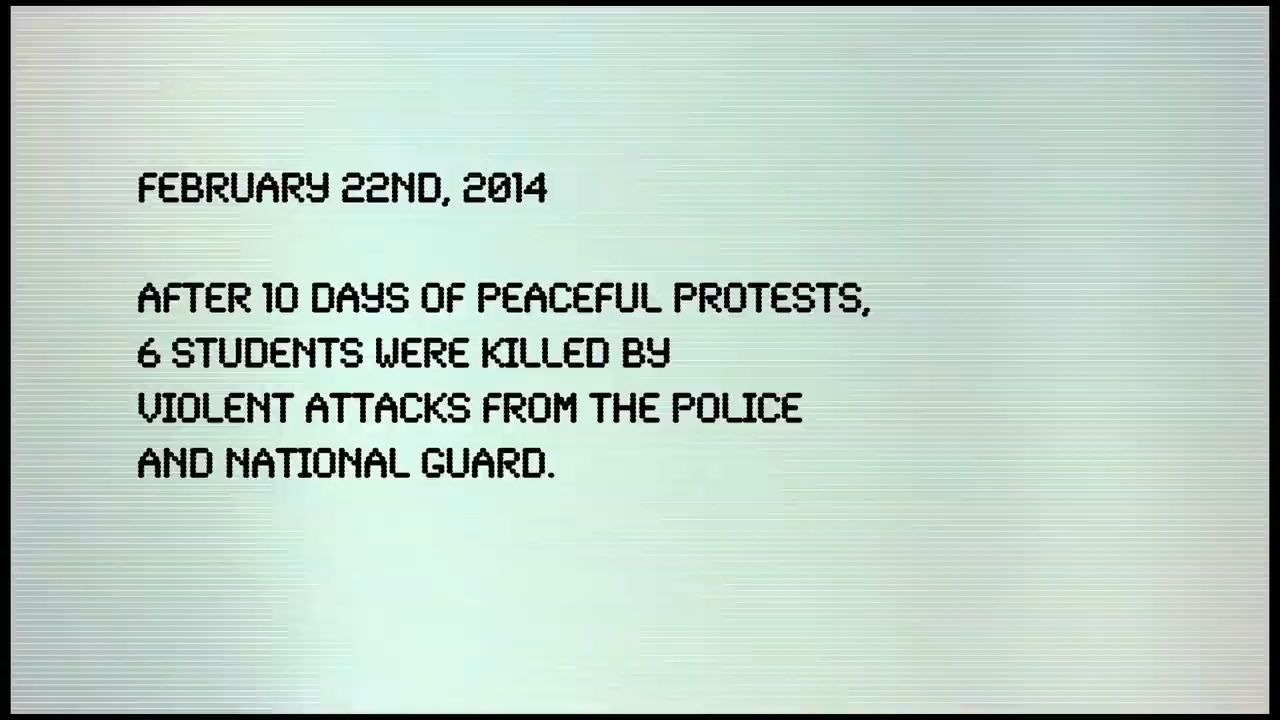 FEBRUARY 22ND, 2014
AFTER 10 DAYS OF PEACEFUL PROTESTS,
6 STUDENTS WERE KILLED BY
VIOLENT ATTACKS FROM THE POLICE
AND NATIONAL GUARD.